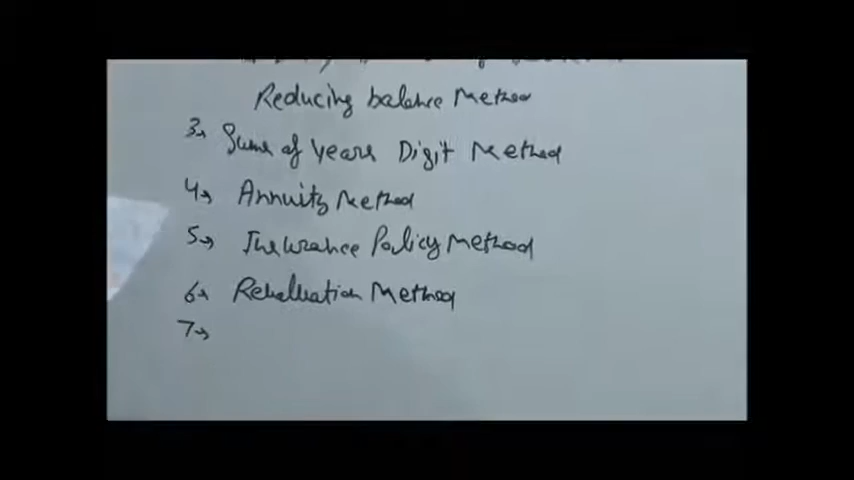 Reducing balance Method
3→ Sum of years Digit Method
4→ Annuity Method
5→ Insurance Policy Method
6→ Revaluation Method
7→